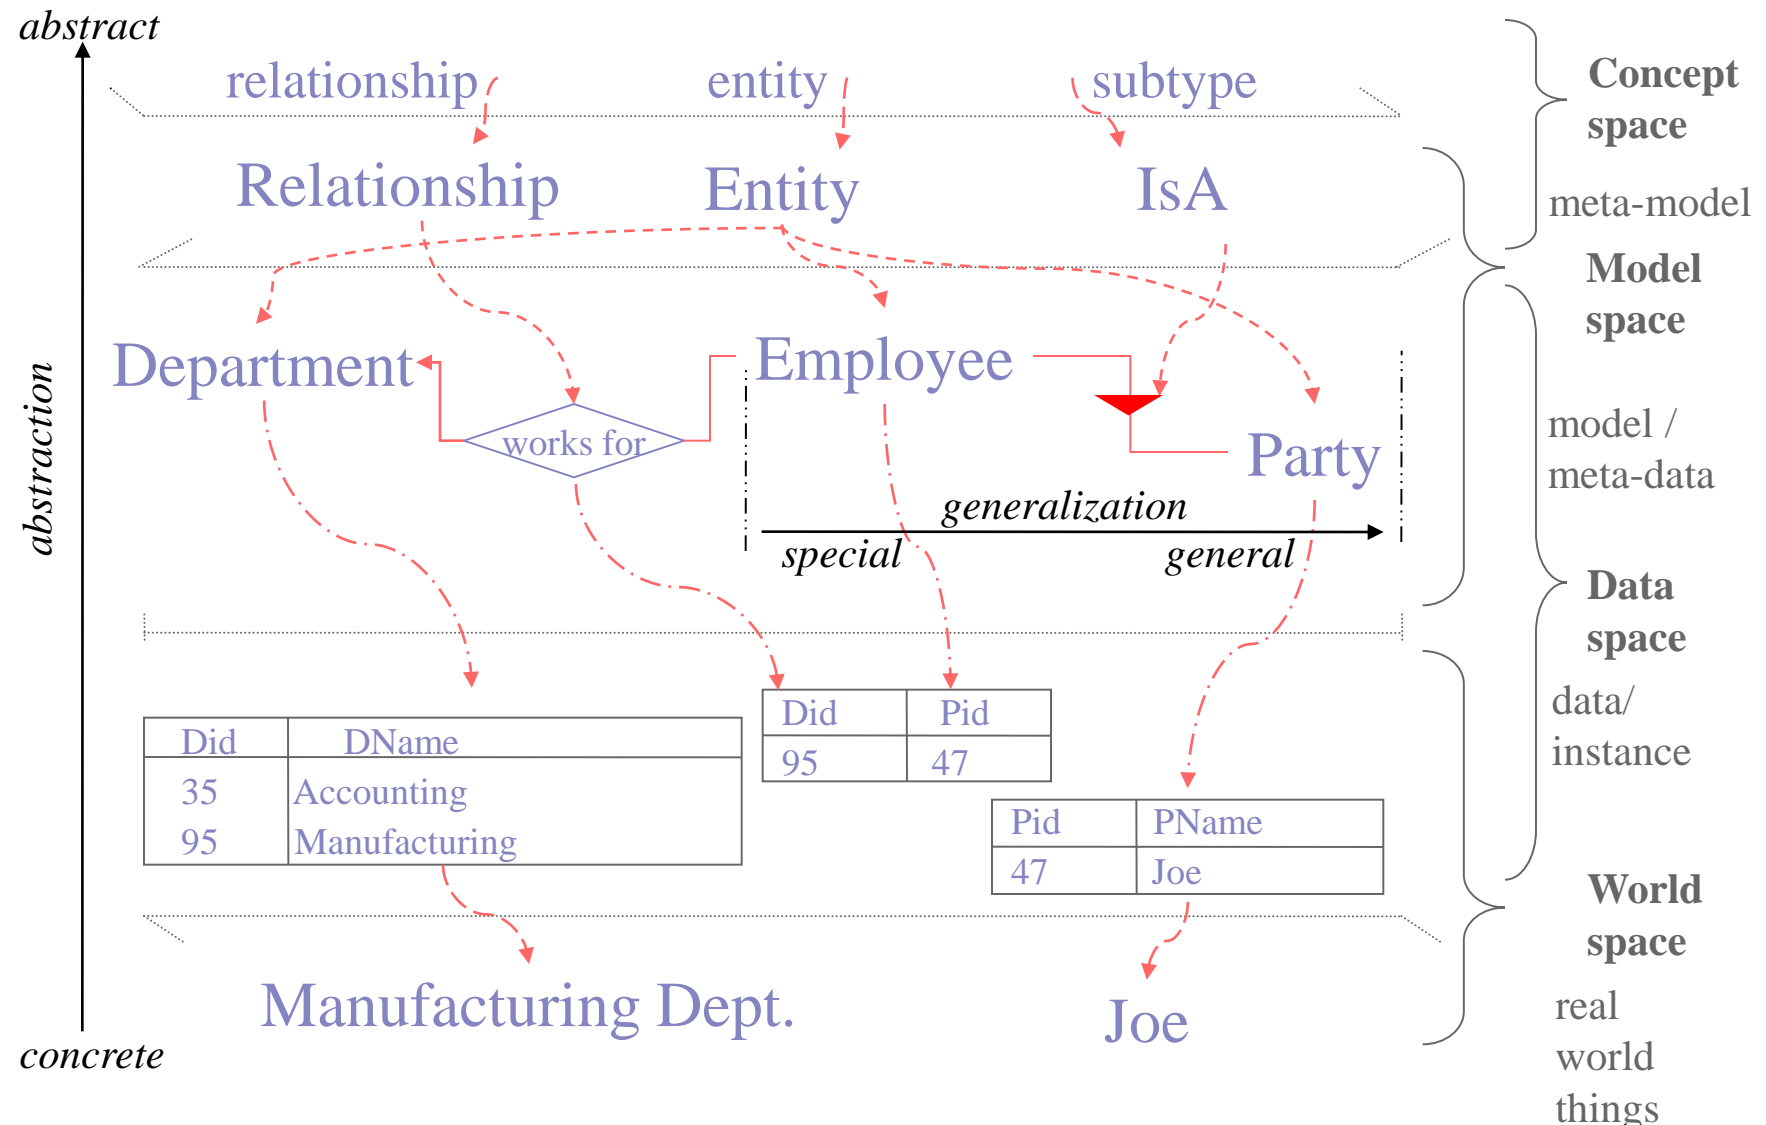 abstract
relationship
entity
subtype
Concept
space
Relationship
Entity
IsA
meta-model
Model
space
Department
Employee
works for
Party
abstraction
model /
meta-data
generalization
special
general
Data
space
Did
Pid
95
47
data/
instance
Did
DName
35
Accounting
95
Manufacturing
Pid
PName
47
Joe
World
space
Manufacturing Dept.
Joe
real
world
things
concrete